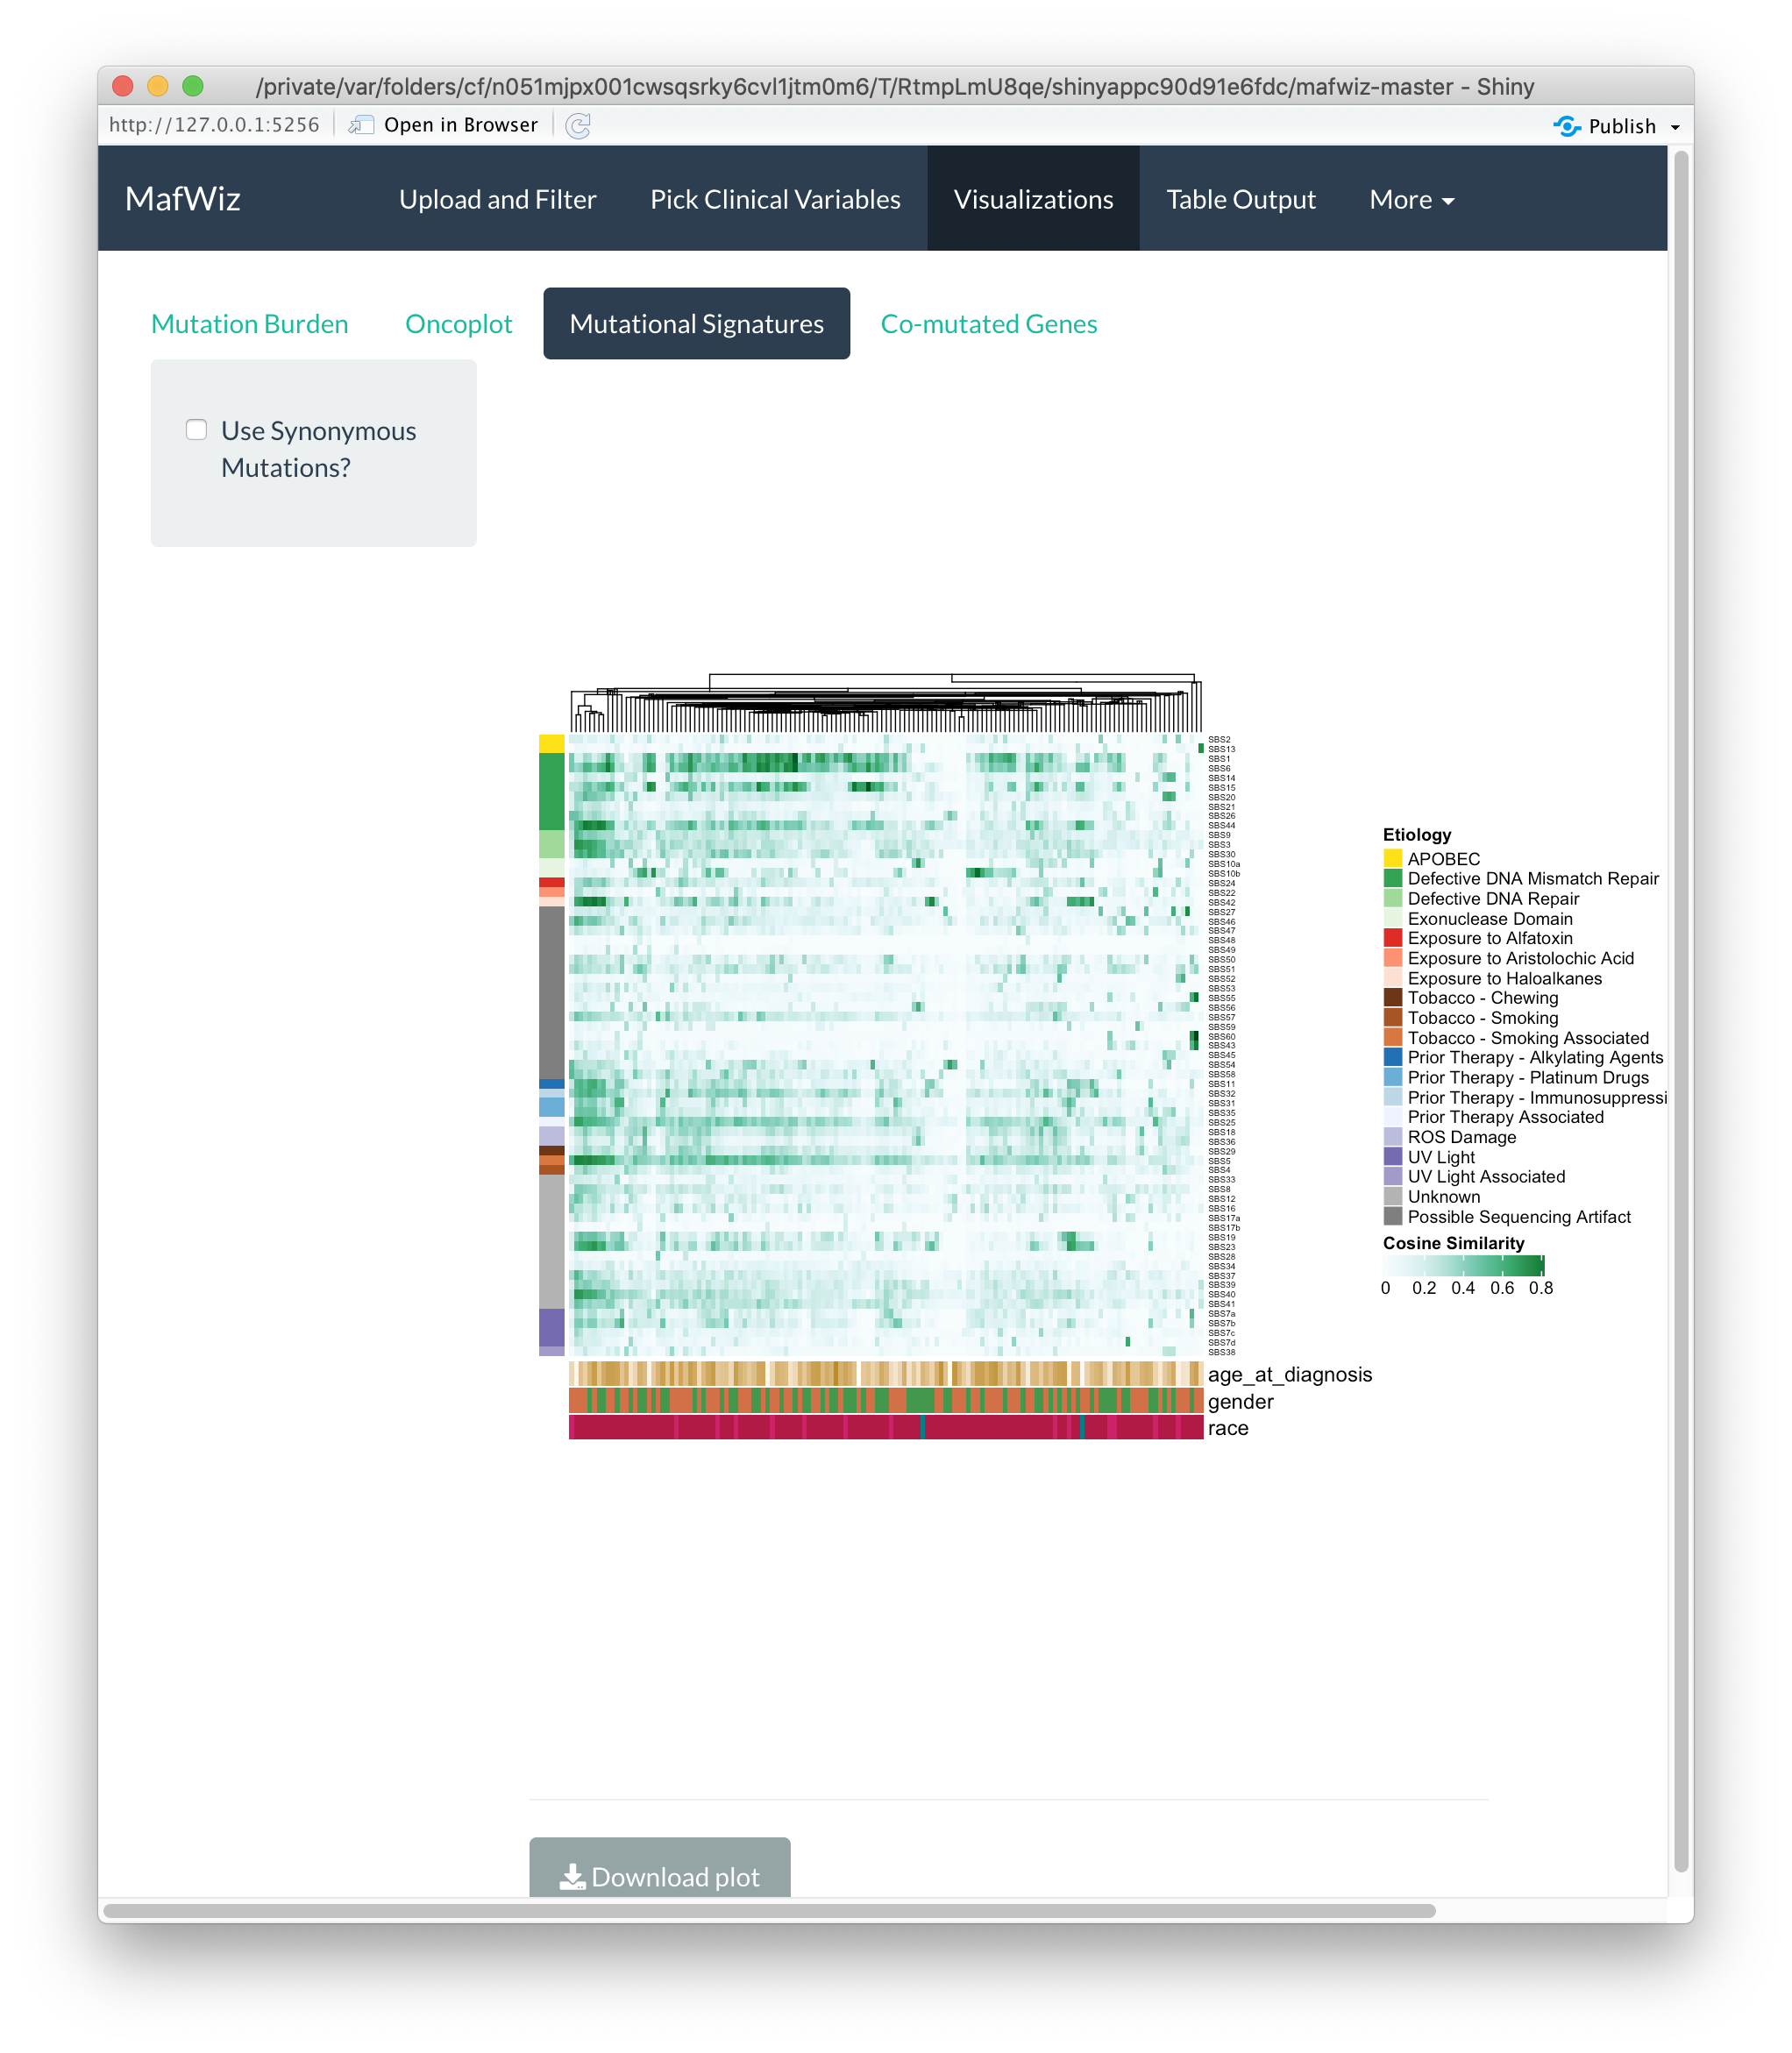 /private/var/folders/cf/n051mjpx001cwsqsrky6cvl1jtm0m6/T/RtmpLmU8qe/shinyappc90d91e6fdc/mafwiz-master - Shiny
http://127.0.0.1:5256 Open in Browser Publish
MafWiz Upload and Filter Pick Clinical Variables Visualizations Table Output More
Mutation Burden Oncoplot Mutational Signatures Co-mutated Genes
Use Synonymous
Mutations?
SBS2
SBS13
SBS1
SBS6
SBS14
SBS15
SBS20
SBS21
SBS26
SBS44
SBS9
SBS3
SBS30
SBS10a
SBS10b
SBS24
SBS22
SBS42
SBS27
SBS46
SBS47
SBS48
SBS49
SBS50
SBS51
SBS52
SBS53
SBS55
SBS56
SBS57
SBS59
SBS60
SBS43
SBS45
SBS54
SBS58
SBS11
SBS32
SBS31
SBS35
SBS25
SBS18
SBS36
SBS29
SBS5
SBS4
SBS33
SBS8
SBS12
SBS16
SBS17a
SBS17b
SBS19
SBS23
SBS28
SBS34
SBS37
SBS39
SBS40
SBS41
SBS7a
SBS7b
SBS7c
SBS7d
SBS38
age_at_diagnosis
gender
race
Etiology
APOBEC
Defective DNA Mismatch Repair
Defective DNA Repair
Exonuclease Domain
Exposure to Alfatoxin
Exposure to Aristolochic Acid
Exposure to Haloalkanes
Tobacco - Chewing
Tobacco - Smoking
Tobacco - Smoking Associated
Prior Therapy - Alkylating Agents
Prior Therapy - Platinum Drugs
Prior Therapy - Immunosuppressi
Prior Therapy Associated
ROS Damage
UV Light
UV Light Associated
Unknown
Possible Sequencing Artifact
Cosine Similarity
0 0.2 0.4 0.6 0.8
Download plot